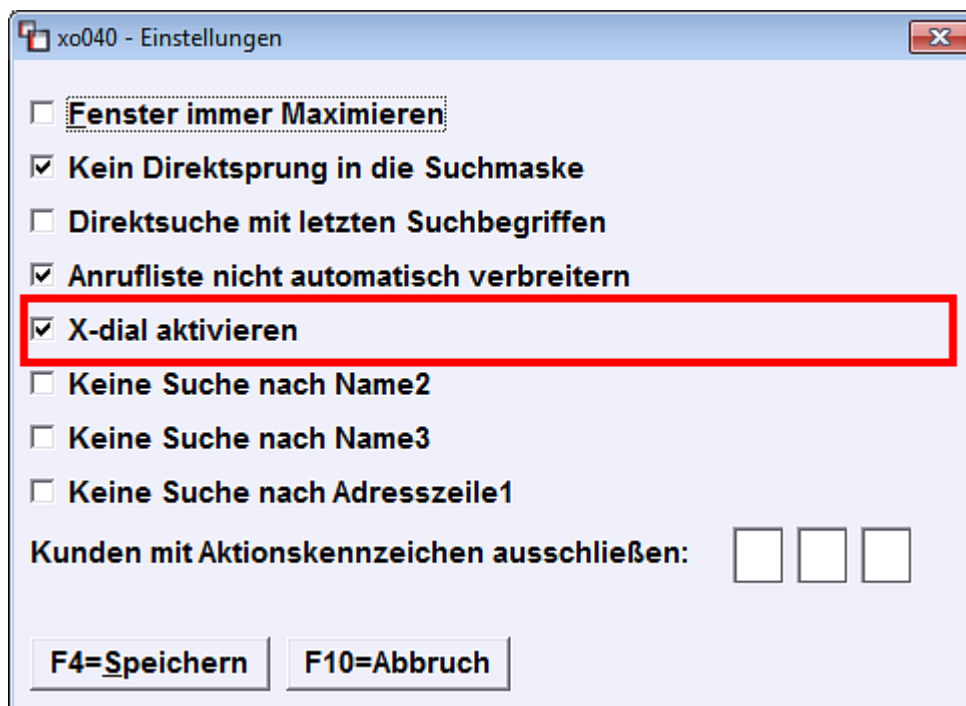 xo040 - Einstellungen
Fenster immer Maximieren
Kein Direktsprung in die Suchmaske
Direktsuche mit letzten Suchbegriffen
Anrufliste nicht automatisch verbreitern
X-dial aktivieren
Keine Suche nach Name2
Keine Suche nach Name3
Keine Suche nach Adresszeile1
Kunden mit Aktionskennzeichen ausschließen:
F4=Speichern F10=Abbruch